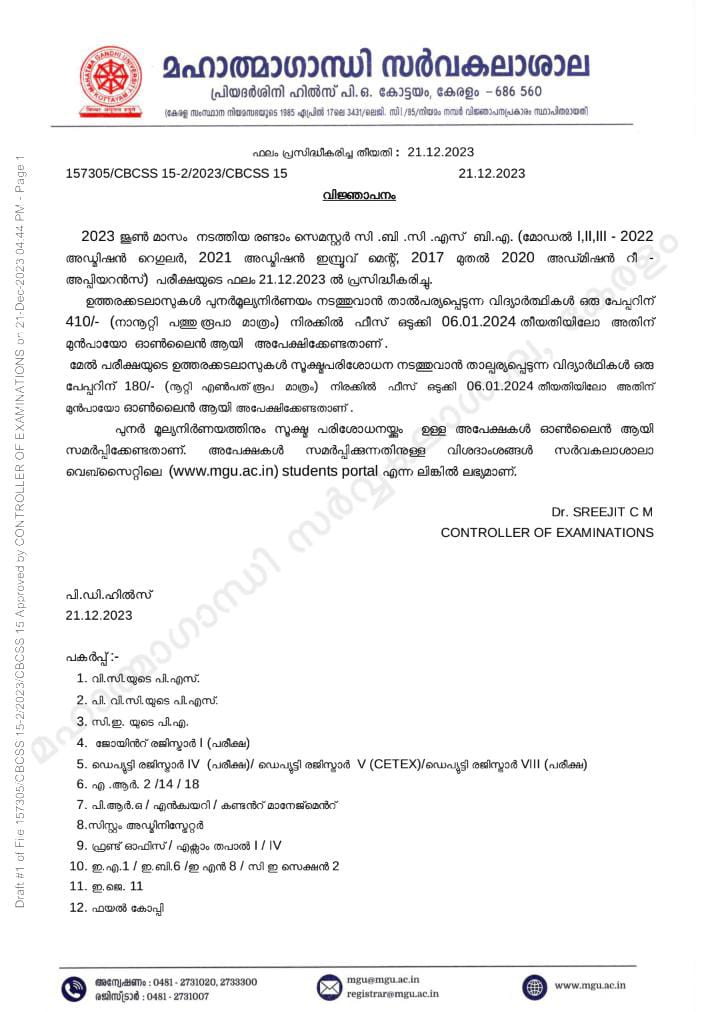 മഹാത്മാഗാന്ധി സർവകലാശാല
പ്രിയദർശിനി ഹിൽസ് പി. ഒ. കോട്ടയം, കേരളം – 686 560
(കേരള സംസ്ഥാന നിയമസഭയുടെ 1985 ഏപ്രിൽ 17ലെ 3431/ലെജി. സി1/85/നിയമം നമ്പർ വിജ്ഞാപനപ്രകാരം സ്ഥാപിതമായത്)
MAHATMA GANDHI UNIVERSITY
KOTTAYAM
ഫലം പ്രസിദ്ധീകരിച്ച തീയതി : 21.12.2023
157305/CBCSS 15-2/2023/CBCSS 15 21.12.2023
വിജ്ഞാപനം
2023 ജൂൺ മാസം നടത്തിയ രണ്ടാം സെമസ്റ്റർ സി .ബി .സി .എസ് ബി.എ. (മോഡൽ I,II,III - 2022
അഡ്മിഷൻ റെഗുലർ, 2021 അഡ്മിഷൻ ഇമ്പ്രൂവ് മെന്റ്, 2017 മുതൽ 2020 അഡ്മിഷൻ റീ -
അപ്പിയറൻസ്) പരീക്ഷയുടെ ഫലം 21.12.2023 ൽ പ്രസിദ്ധീകരിച്ചു.
ഉത്തരക്കടലാസുകൾ പുനർമൂല്യനിർണയം നടത്തുവാൻ താൽപര്യപ്പെടുന്ന വിദ്യാർത്ഥികൾ ഒരു പേപ്പറിന്
410/- (നാനൂറ്റി പത്തു രൂപാ മാത്രം) നിരക്കിൽ ഫീസ് ഒടുക്കി 06.01.2024 തീയതിയിലോ അതിന്
മുൻപായോ ഓൺലൈൻ ആയി അപേക്ഷിക്കേണ്ടതാണ് .
മേൽ പരീക്ഷയുടെ ഉത്തരക്കടലാസുകൾ സൂക്ഷ്മപരിശോധന നടത്തുവാൻ താല്പര്യപ്പെടുന്ന വിദ്യാർഥികൾ ഒരു
പേപ്പറിന് 180/- (നൂറ്റി എൺപത് രൂപ മാത്രം) നിരക്കിൽ ഫീസ് ഒടുക്കി 06.01.2024 തീയതിയിലോ അതിന്
മുൻപായോ ഓൺലൈൻ ആയി അപേക്ഷിക്കേണ്ടതാണ് .
പുനർ മൂല്യനിർണയത്തിനും സൂക്ഷ്മ പരിശോധനയ്ക്കും ഉള്ള അപേക്ഷകൾ ഓൺലൈൻ ആയി
സമർപ്പിക്കേണ്ടതാണ്. അപേക്ഷകൾ സമർപ്പിക്കുന്നതിനുള്ള വിശദാംശങ്ങൾ സർവകലാശാലാ
വെബ്സൈറ്റിലെ (www.mgu.ac.in) students portal എന്ന ലിങ്കിൽ ലഭ്യമാണ്.
Dr. SREEJIT C M
CONTROLLER OF EXAMINATIONS
പി.ഡി.ഹിൽസ്
21.12.2023
പകർപ്പ് :-
1. വി.സി.യുടെ പി.എസ്.
2. പി. വി.സി.യുടെ പി.എസ്.
3. സി.ഇ. യുടെ പി.എ.
4. ജോയിൻറ് രജിസ്ട്രാർ I (പരീക്ഷ)
5. ഡെപ്യൂട്ടി രജിസ്ട്രാർ IV (പരീക്ഷ)/ ഡെപ്യൂട്ടി രജിസ്ട്രാർ V (CETEX)/ഡെപ്യൂട്ടി രജിസ്ട്രാർ VIII (പരീക്ഷ)
6. എ .ആർ. 2 /14 / 18
7. പി.ആർ.ഒ / എൻക്വയറി / കണ്ടൻറ് മാനേജ്മെൻറ്
8.സിസ്റ്റം അഡ്മിനിസ്ട്രേറ്റർ
9. ഫ്രണ്ട് ഓഫിസ് / എക്സാം തപാൽ I / IV
10. ഇ.എ.1 / ഇ.ബി.6 /ഇ എൻ 8 / സി ഇ സെക്ഷൻ 2
11. ഇ.ജെ. 11
12. ഫയൽ കോപ്പി
മഹാത്മാഗാന്ധി സർവ്വകലാശാല, കേരളം
Draft #1 of File 157305/CBCSS 15-2/2023/CBCSS 15 Approved by CONTROLLER OF EXAMINATIONS on 21-Dec-2023 04:44 PM - Page 1
അന്വേഷണം : 0481 - 2731020, 2733300
രജിസ്ട്രാർ : 0481 - 2731007
mgu@mgu.ac.in
registrar@mgu.ac.in
www.mgu.ac.in